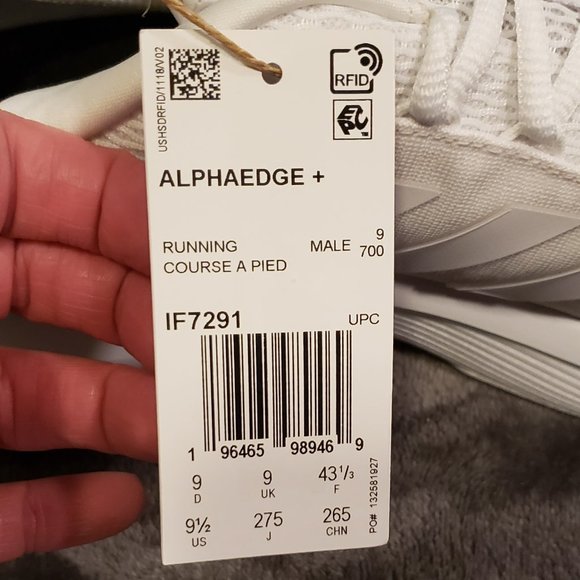 USHSDRFID/1118/V02
RFID
EPC
ALPHAEDGE +
RUNNING MALE 9
COURSE A PIED 700
IF7291 UPC
1 96465 98946 9
9 9 43 1/3
D UK F
9½ 275 265
US J CHN
PO# 132581927